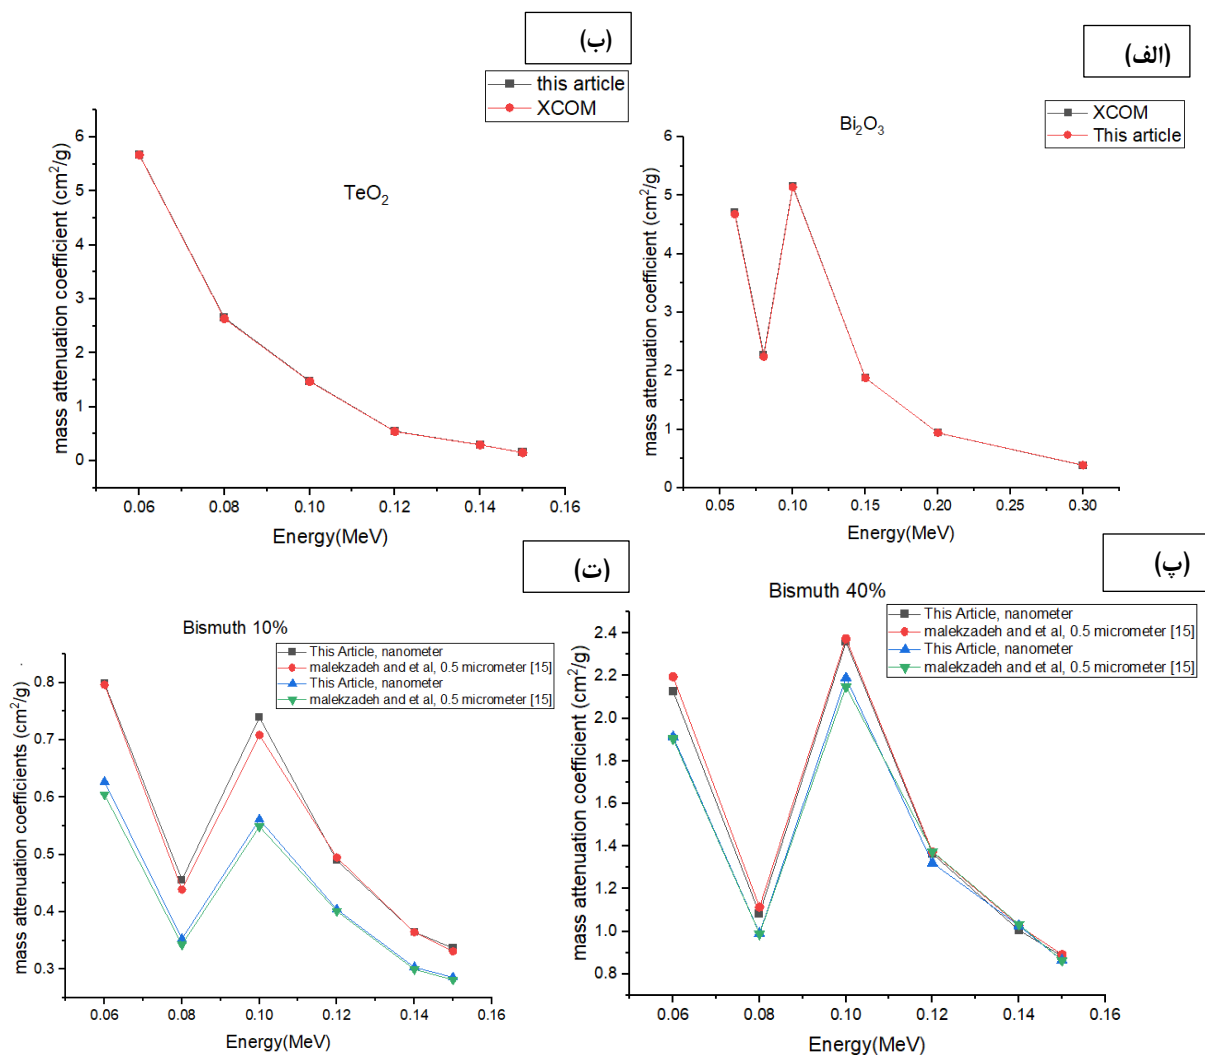 (ب)
this article
XCOM
TeO₂
mass attenuation coefficient (cm²/g)
6
5
4
3
2
1
0
0.06 0.08 0.10 0.12 0.14 0.15 0.16
Energy(MeV)
(الف)
XCOM
This article
Bi₂O₃
mass attenuation coefficient (cm²/g)
6
5
4
3
2
1
0
0.05 0.10 0.15 0.20 0.25 0.30
Energy(MeV)
(ت)
Bismuth 10%
This Article, nanometer
malekzadeh and et al, 0.5 micrometer [15]
This Article, nanometer
malekzadeh and et al, 0.5 micrometer [15]
mass attenuation coefficients (cm²/g)
0.8
0.7
0.6
0.5
0.4
0.3
0.06 0.08 0.10 0.12 0.14 0.16
Energy(MeV)
(پ)
Bismuth 40%
This Article, nanometer
malekzadeh and et al, 0.5 micrometer [15]
This Article, nanometer
malekzadeh and et al, 0.5 micrometer [15]
mass attenuation coefficient (cm²/g)
2.4
2.2
2.0
1.8
1.6
1.4
1.2
1.0
0.8
0.06 0.08 0.10 0.12 0.14 0.16
Energy(MeV)